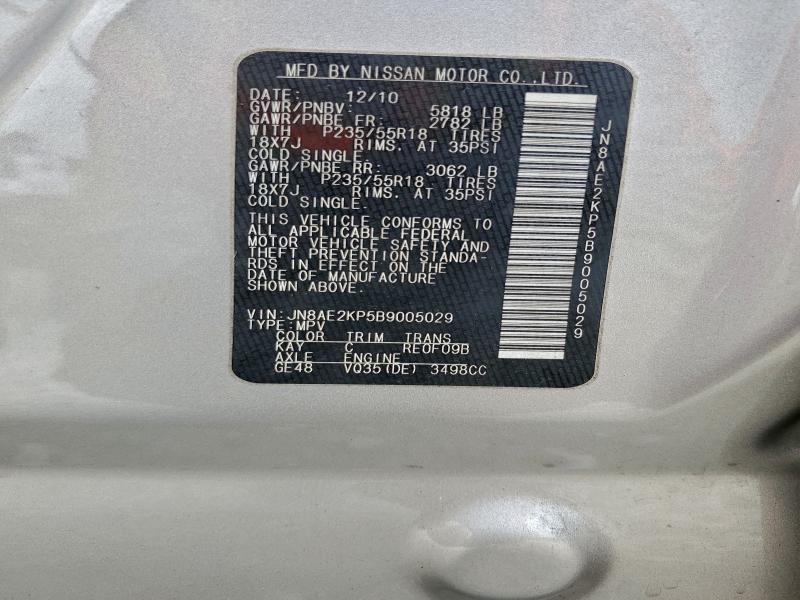 MFD BY NISSAN MOTOR CO.,LTD.
DATE: 12/10
GVWR/PNBV: 5818 LB
GAWR/PNBE FR: 2782 LB
WITH P235/55R18 TIRES
18X7J RIMS. AT 35PSI
COLD SINGLE.
GAWR/PNBE RR: 3062 LB
WITH P235/55R18 TIRES
18X7J RIMS. AT 35PSI
COLD SINGLE.
THIS VEHICLE CONFORMS TO
ALL APPLICABLE FEDERAL
MOTOR VEHICLE SAFETY AND
THEFT PREVENTION STANDA-
RDS IN EFFECT ON THE
DATE OF MANUFACTURE
SHOWN ABOVE.
VIN: JN8AE2KP5B9005029
TYPE: MPV
COLOR TRIM TRANS
KAY C RE0F09B
AXLE ENGINE
GE48 VQ35(DE) 3498CC
JN8AE2KP5B9005029